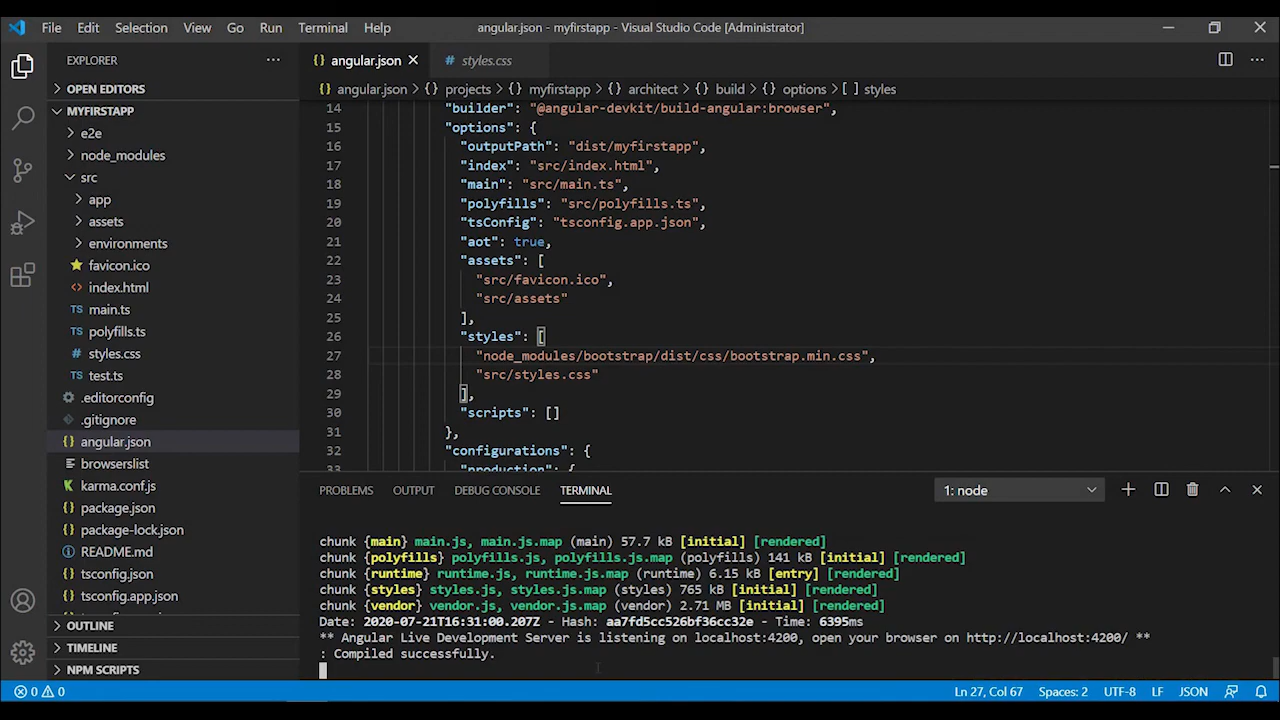 File Edit Selection View Go Run Terminal Help angular.json - myfirstapp - Visual Studio Code [Administrator]
EXPLORER
OPEN EDITORS
MYFIRSTAPP
e2e
node_modules
src
app
assets
environments
favicon.ico
index.html
main.ts
polyfills.ts
styles.css
test.ts
.editorconfig
.gitignore
angular.json
browserslist
karma.conf.js
package.json
package-lock.json
README.md
tsconfig.json
tsconfig.app.json
OUTLINE
TIMELINE
NPM SCRIPTS
angular.json styles.css
angular.json > {} projects > {} myfirstapp > {} architect > {} build > {} options > [ ] styles
14 "builder": "@angular-devkit/build-angular:browser",
15 "options": {
16 "outputPath": "dist/myfirstapp",
17 "index": "src/index.html",
18 "main": "src/main.ts",
19 "polyfills": "src/polyfills.ts",
20 "tsConfig": "tsconfig.app.json",
21 "aot": true,
22 "assets": [
23 "src/favicon.ico",
24 "src/assets"
25 ],
26 "styles": [
27 "node_modules/bootstrap/dist/css/bootstrap.min.css",
28 "src/styles.css"
29 ],
30 "scripts": []
31 },
32 "configurations": {
33 "production": {
PROBLEMS OUTPUT DEBUG CONSOLE TERMINAL 1: node
chunk {main} main.js, main.js.map (main) 57.7 kB [initial] [rendered]
chunk {polyfills} polyfills.js, polyfills.js.map (polyfills) 141 kB [initial] [rendered]
chunk {runtime} runtime.js, runtime.js.map (runtime) 6.15 kB [entry] [rendered]
chunk {styles} styles.js, styles.js.map (styles) 765 kB [initial] [rendered]
chunk {vendor} vendor.js, vendor.js.map (vendor) 2.71 MB [initial] [rendered]
Date: 2020-07-21T16:31:00.207Z - Hash: aa7fd5cc526bf36cc32e - Time: 6395ms
** Angular Live Development Server is listening on localhost:4200, open your browser on http://localhost:4200/ **
: Compiled successfully.
0 0 Ln 27, Col 67 Spaces: 2 UTF-8 LF JSON